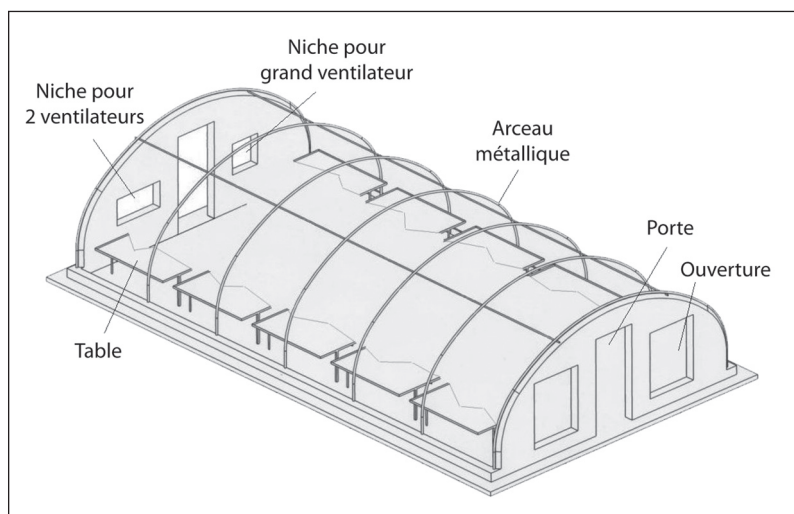 Niche pour
grand ventilateur
Niche pour
2 ventilateurs
Arceau
métallique
Porte
Ouverture
Table